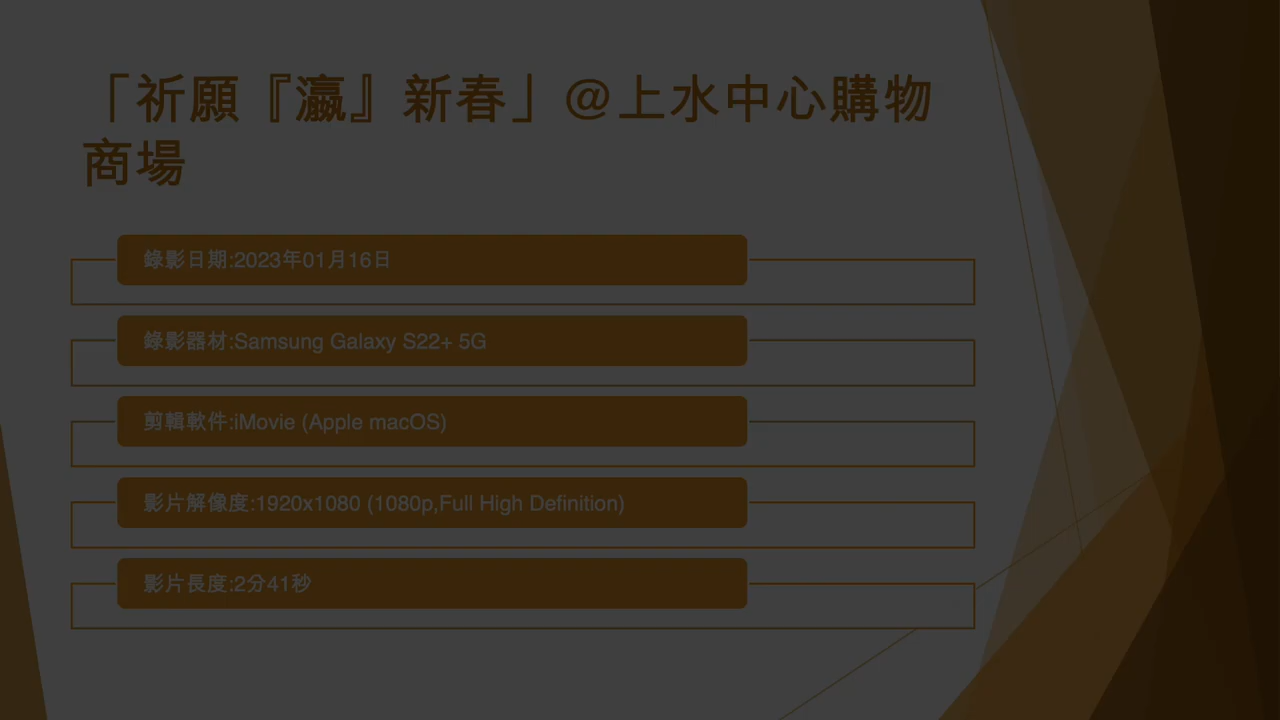 「祈願『瀛』新春」@上水中心購物
商場
錄影日期:2023年01月16日
錄影器材:Samsung Galaxy S22+ 5G
剪輯軟件:iMovie (Apple macOS)
影片解像度:1920x1080 (1080p,Full High Definition)
影片長度:2分41秒